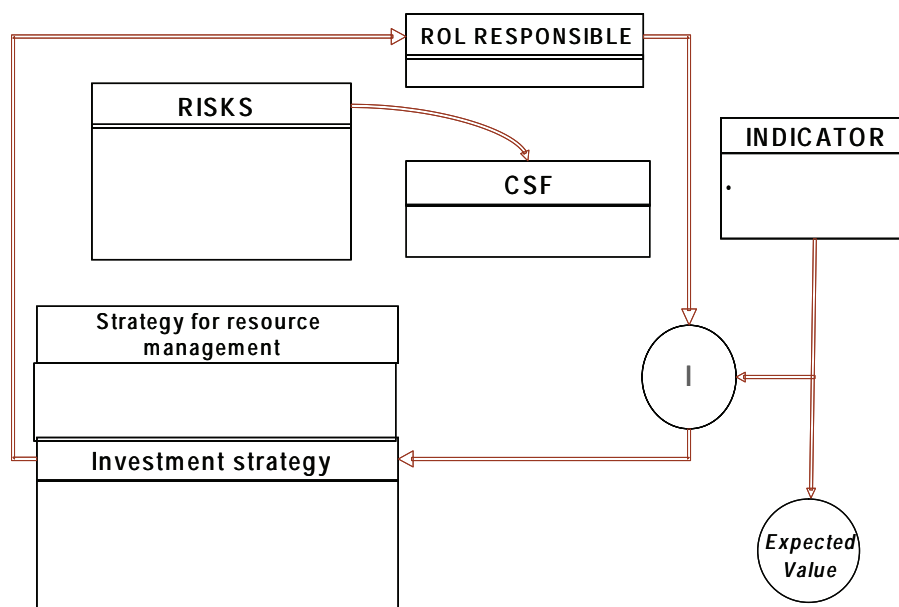 ROL RESPONSIBLE
RISKS
INDICATOR
CSF
Strategy for resource
management
I
Investment strategy
Expected
Value